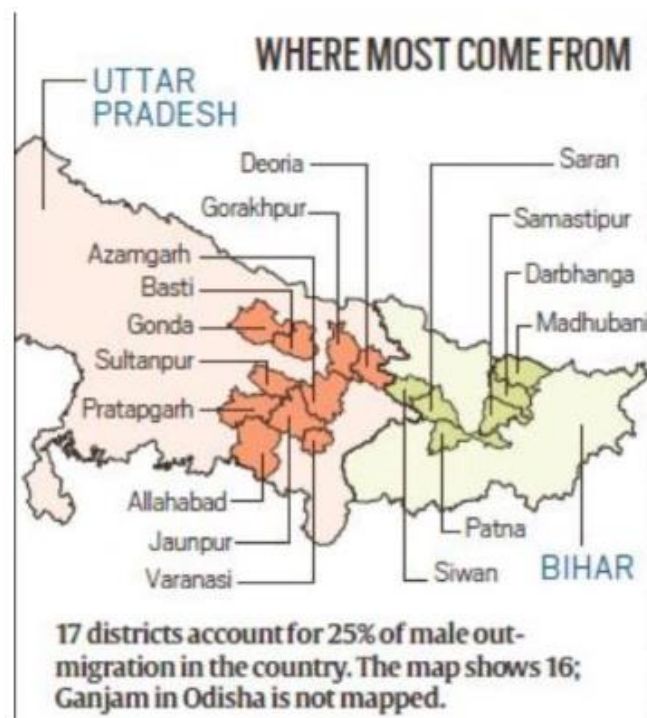 WHERE MOST COME FROM
UTTAR
PRADESH
Deoria
Saran
Gorakhpur
Samastipur
Azamgarh
Darbhanga
Basti
Madhubani
Gonda
Sultanpur
Pratapgarh
Allahabad
Patna
Jaunpur
Siwan
BIHAR
Varanasi
17 districts account for 25% of male out-
migration in the country. The map shows 16;
Ganjam in Odisha is not mapped.